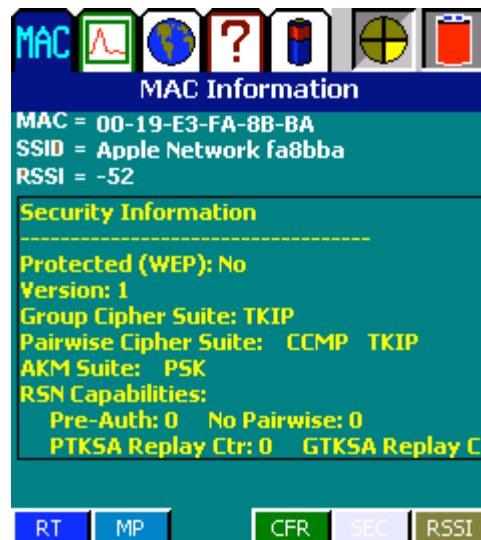 MAC ?
MAC Information
MAC = 00-19-E3-FA-8B-BA
SSID = Apple Network fa8bba
RSSI = -52
Security Information
-----------------------------------
Protected (WEP): No
Version: 1
Group Cipher Suite: TKIP
Pairwise Cipher Suite: CCMP TKIP
AKM Suite: PSK
RSN Capabilities:
Pre-Auth: 0 No Pairwise: 0
PTKSA Replay Ctr: 0 GTKSA Replay C
RT MP CFR SEC RSSI